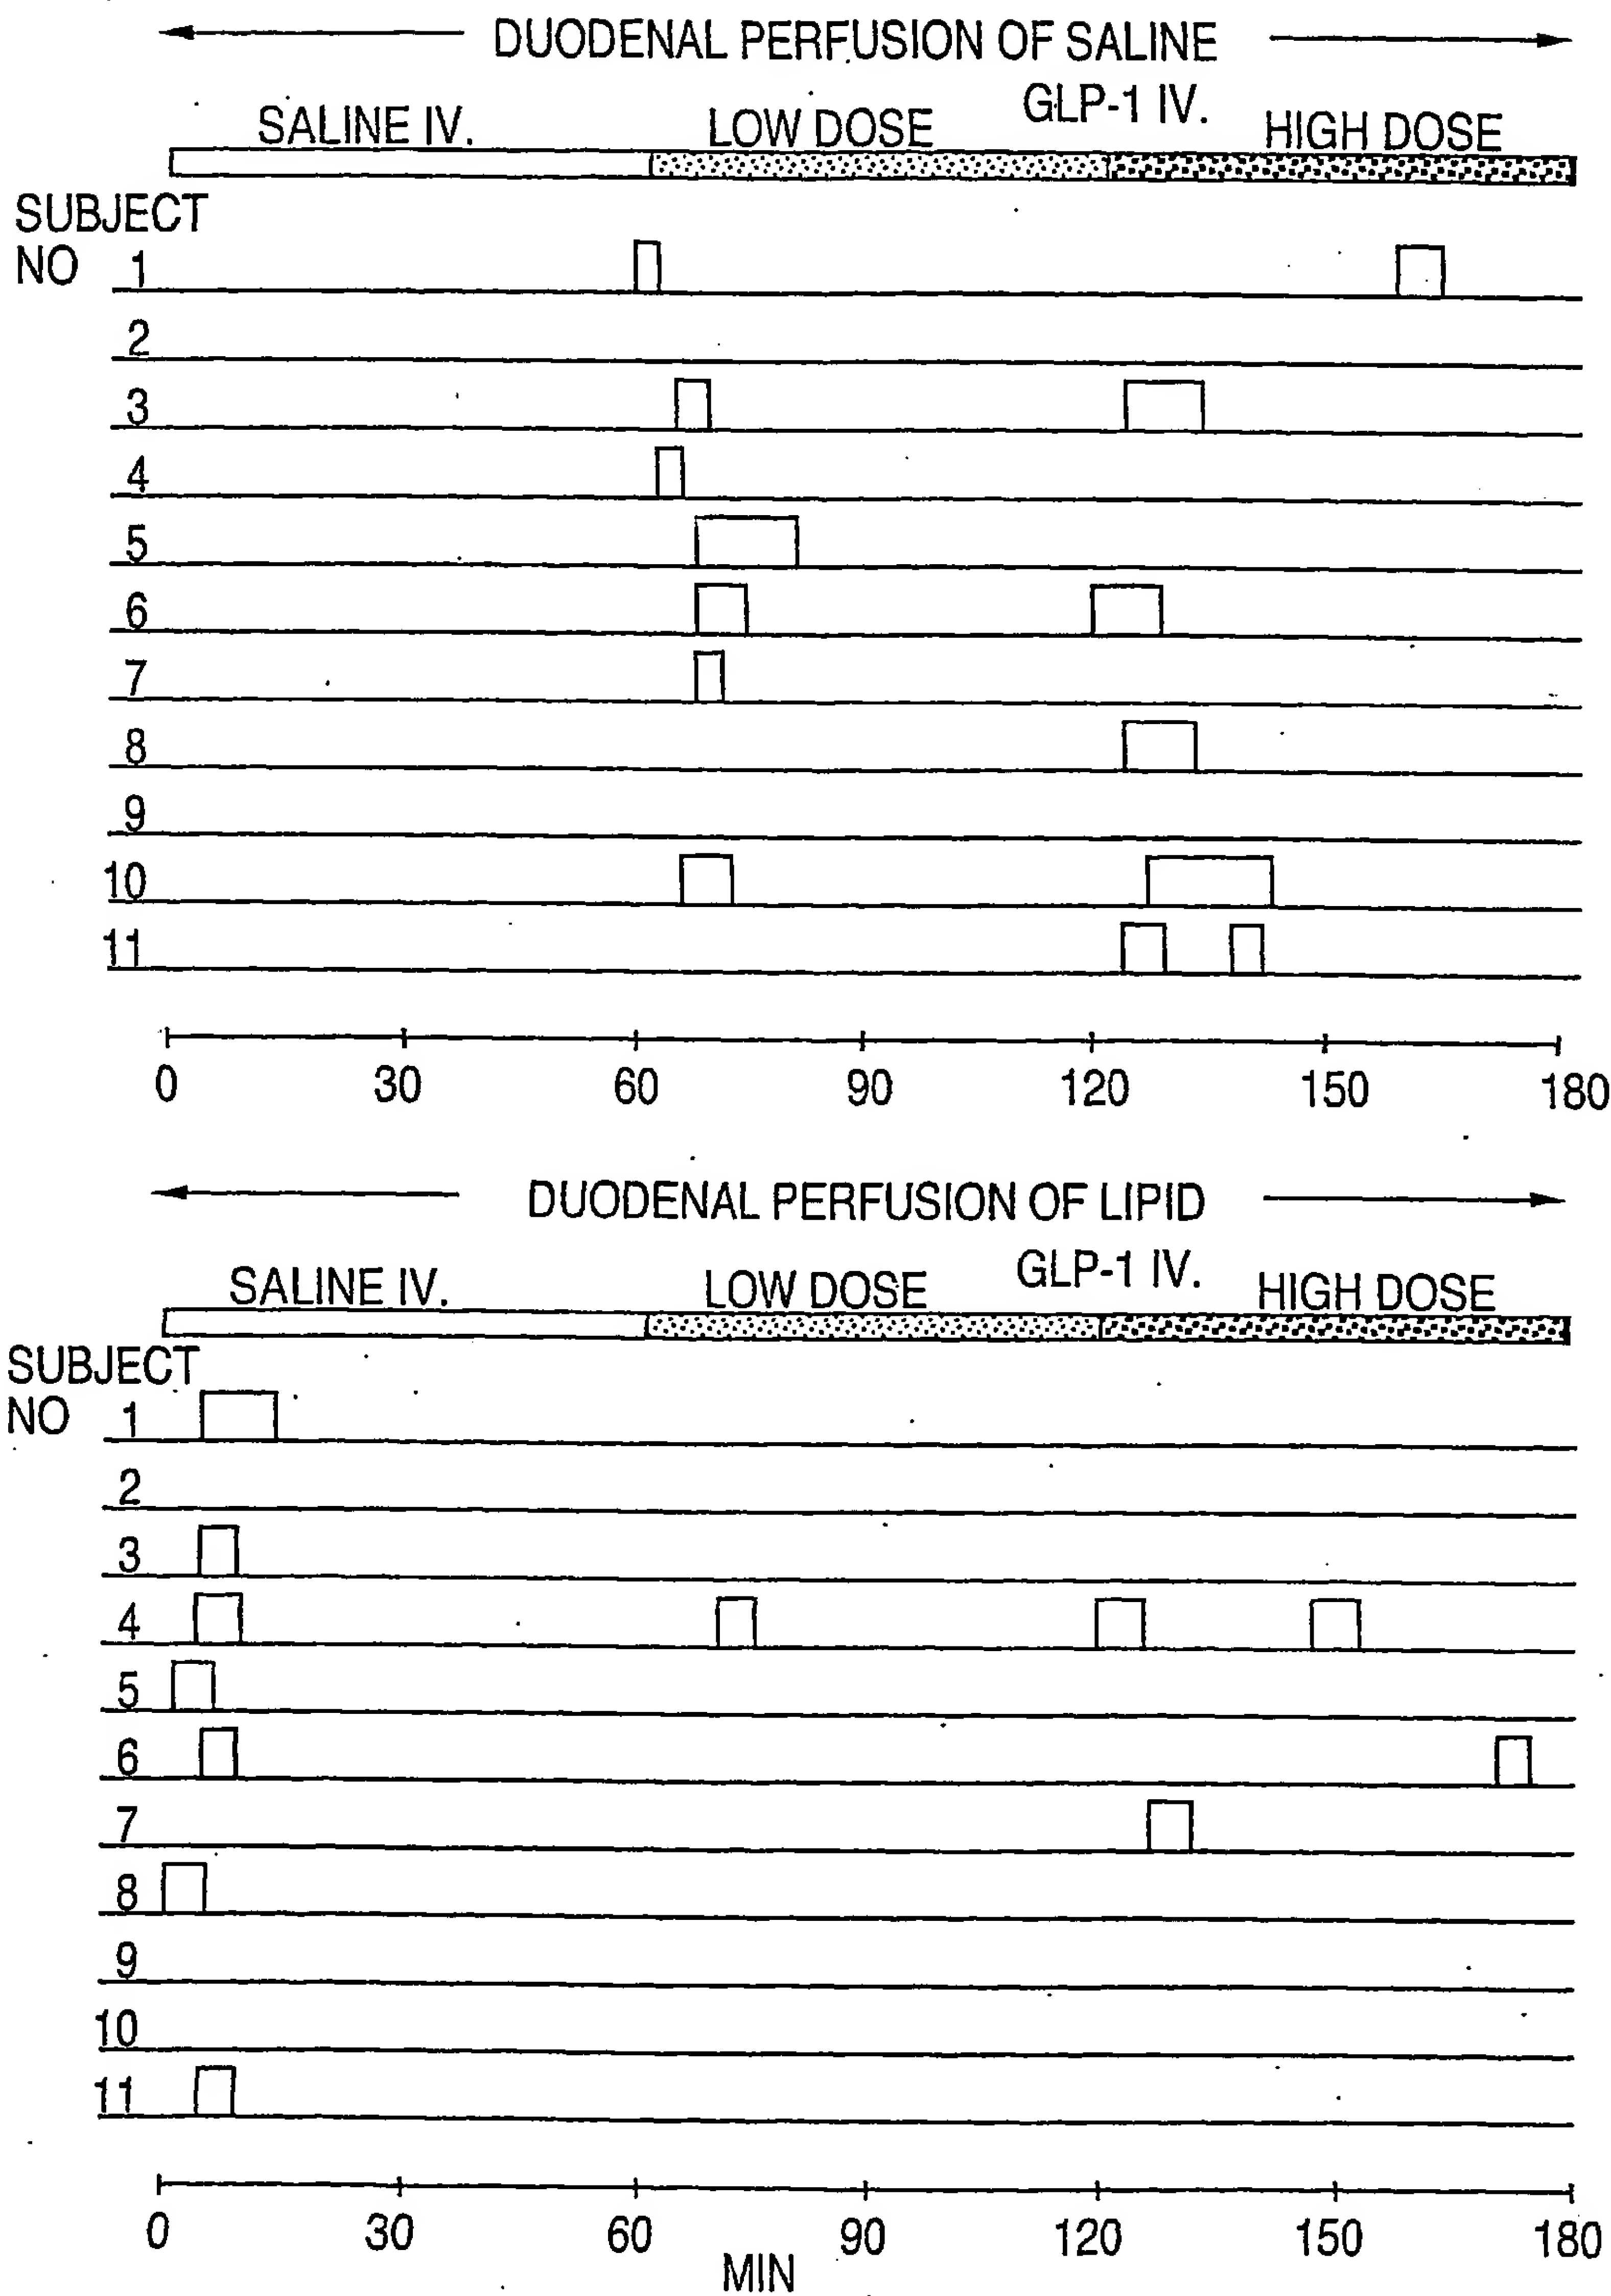 DUODENAL PERFUSION OF SALINE
GLP-1 IV.
SALINE IV. LOW DOSE HIGH DOSE
SUBJECT
NO 1
2
3
4
5
6
7
8
9
10
11
0 30 60 90 120 150 180
DUODENAL PERFUSION OF LIPID
GLP-1 IV.
SALINE IV. LOW DOSE HIGH DOSE
SUBJECT
NO 1
2
3
4
5
6
7
8
9
10
11
0 30 60 90 120 150 180
MIN